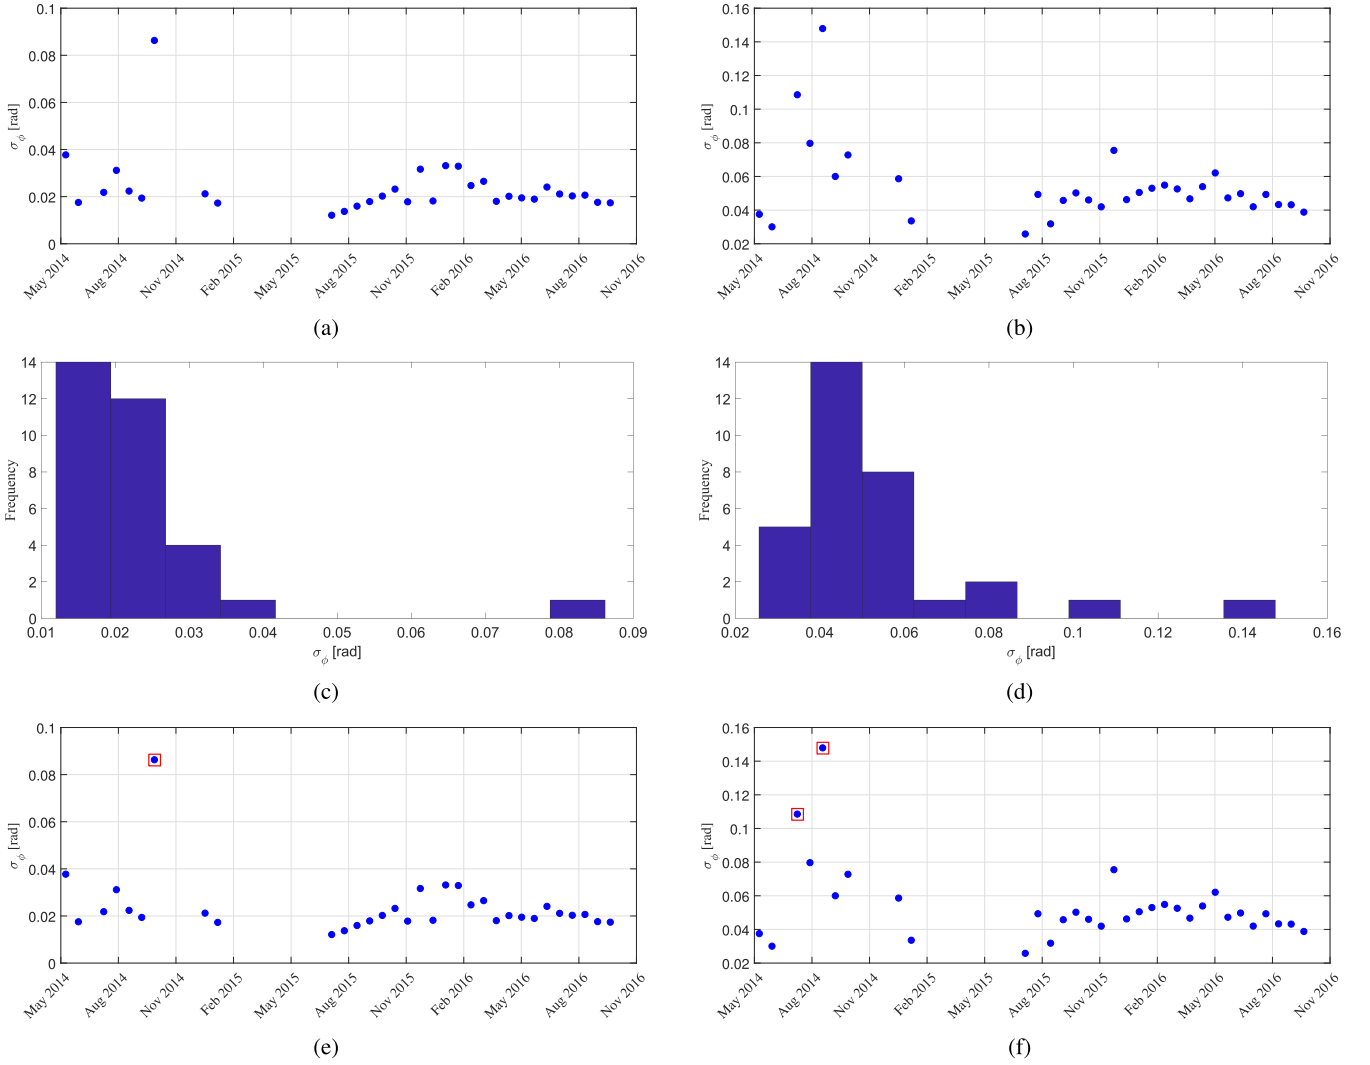 0.1
0.08
0.06
0.04
0.02
0
σϕ [rad]
May 2014
Aug 2014
Nov 2014
Feb 2015
May 2015
Aug 2015
Nov 2015
Feb 2016
May 2016
Aug 2016
Nov 2016
(a)
0.16
0.14
0.12
0.1
0.08
0.06
0.04
0.02
σϕ [rad]
May 2014
Aug 2014
Nov 2014
Feb 2015
May 2015
Aug 2015
Nov 2015
Feb 2016
May 2016
Aug 2016
Nov 2016
(b)
14
12
10
8
6
4
2
0
Frequency
0.01 0.02 0.03 0.04 0.05 0.06 0.07 0.08 0.09
σϕ [rad]
(c)
14
12
10
8
6
4
2
0
Frequency
0.02 0.04 0.06 0.08 0.1 0.12 0.14 0.16
σϕ [rad]
(d)
0.1
0.08
0.06
0.04
0.02
0
σϕ [rad]
May 2014
Aug 2014
Nov 2014
Feb 2015
May 2015
Aug 2015
Nov 2015
Feb 2016
May 2016
Aug 2016
Nov 2016
(e)
0.16
0.14
0.12
0.1
0.08
0.06
0.04
0.02
σϕ [rad]
May 2014
Aug 2014
Nov 2014
Feb 2015
May 2015
Aug 2015
Nov 2015
Feb 2016
May 2016
Aug 2016
Nov 2016
(f)